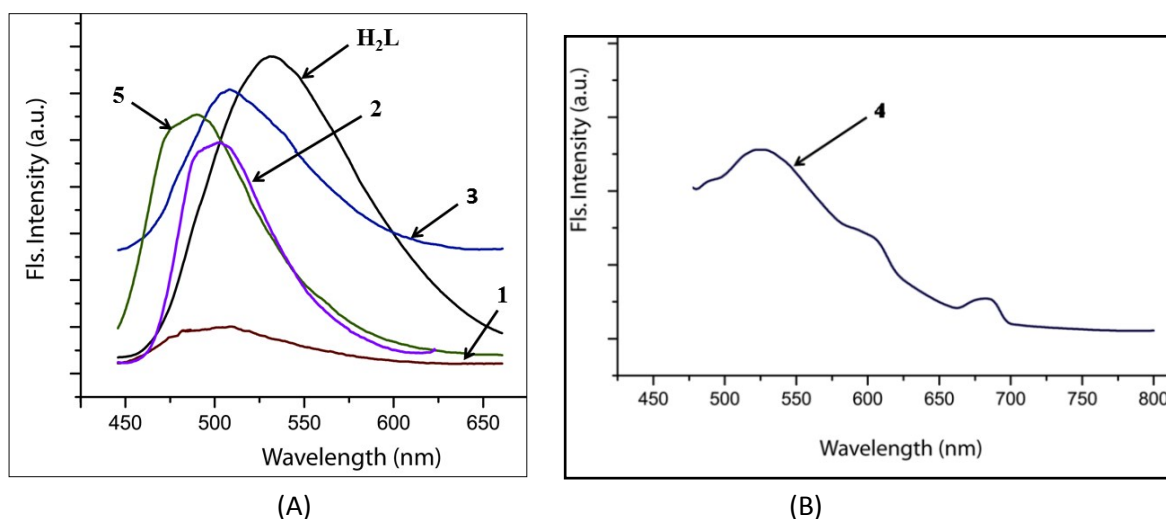 H₂L
5
2
3
1
Fls. Intensity (a.u.)
450 500 550 600 650
Wavelength (nm)
(A)
4
Fls. Intensity (a.u.)
450 500 550 600 650 700 750 800
Wavelength (nm)
(B)